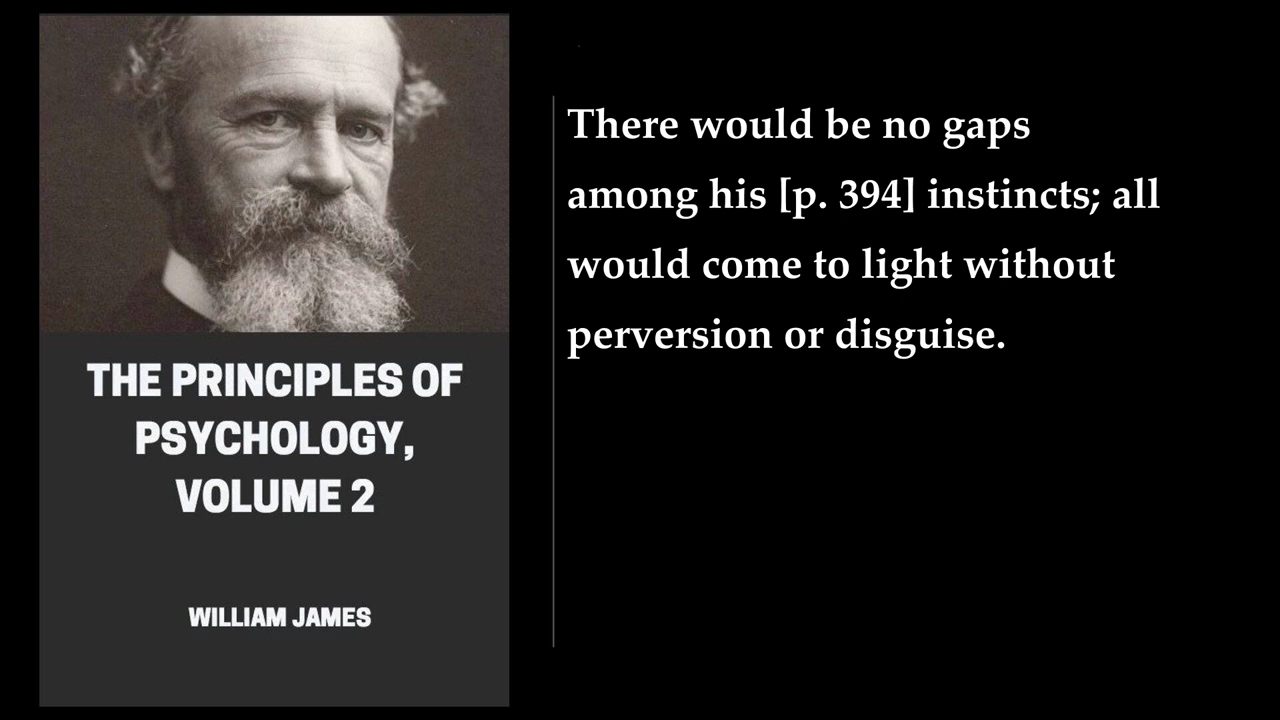 THE PRINCIPLES OF
PSYCHOLOGY,
VOLUME 2
WILLIAM JAMES
There would be no gaps
among his [p. 394] instincts; all
would come to light without
perversion or disguise.